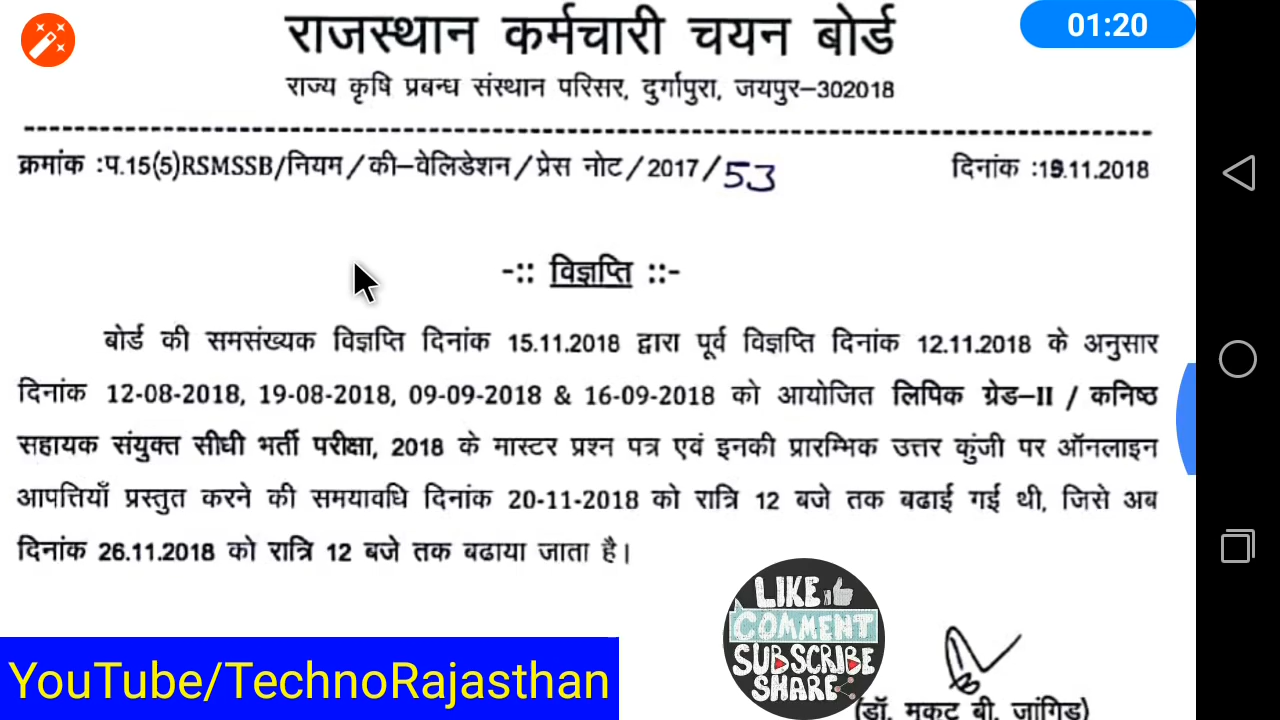 राजस्थान कर्मचारी चयन बोर्ड
01:20
राज्य कृषि प्रबन्ध संस्थान परिसर, दुर्गापुरा, जयपुर–302018
क्रमांक :प.15(5)RSMSSB/नियम/की–वेलिडेशन/प्रेस नोट/2017/53 दिनांक :19.11.2018
-:: विज्ञप्ति ::-
बोर्ड की समसंख्यक विज्ञप्ति दिनांक 15.11.2018 द्वारा पूर्व विज्ञप्ति दिनांक 12.11.2018 के अनुसार
दिनांक 12-08-2018, 19-08-2018, 09-09-2018 & 16-09-2018 को आयोजित लिपिक ग्रेड–II / कनिष्ठ
सहायक संयुक्त सीधी भर्ती परीक्षा, 2018 के मास्टर प्रश्न पत्र एवं इनकी प्रारम्भिक उत्तर कुंजी पर ऑनलाइन
आपत्तियाँ प्रस्तुत करने की समयावधि दिनांक 20-11-2018 को रात्रि 12 बजे तक बढाई गई थी, जिसे अब
दिनांक 26.11.2018 को रात्रि 12 बजे तक बढाया जाता है।
LIKE
COMMENT
SUBSCRIBE
SHARE
YouTube/TechnoRajasthan
(डॉ. मुकट बी. जांगिड)